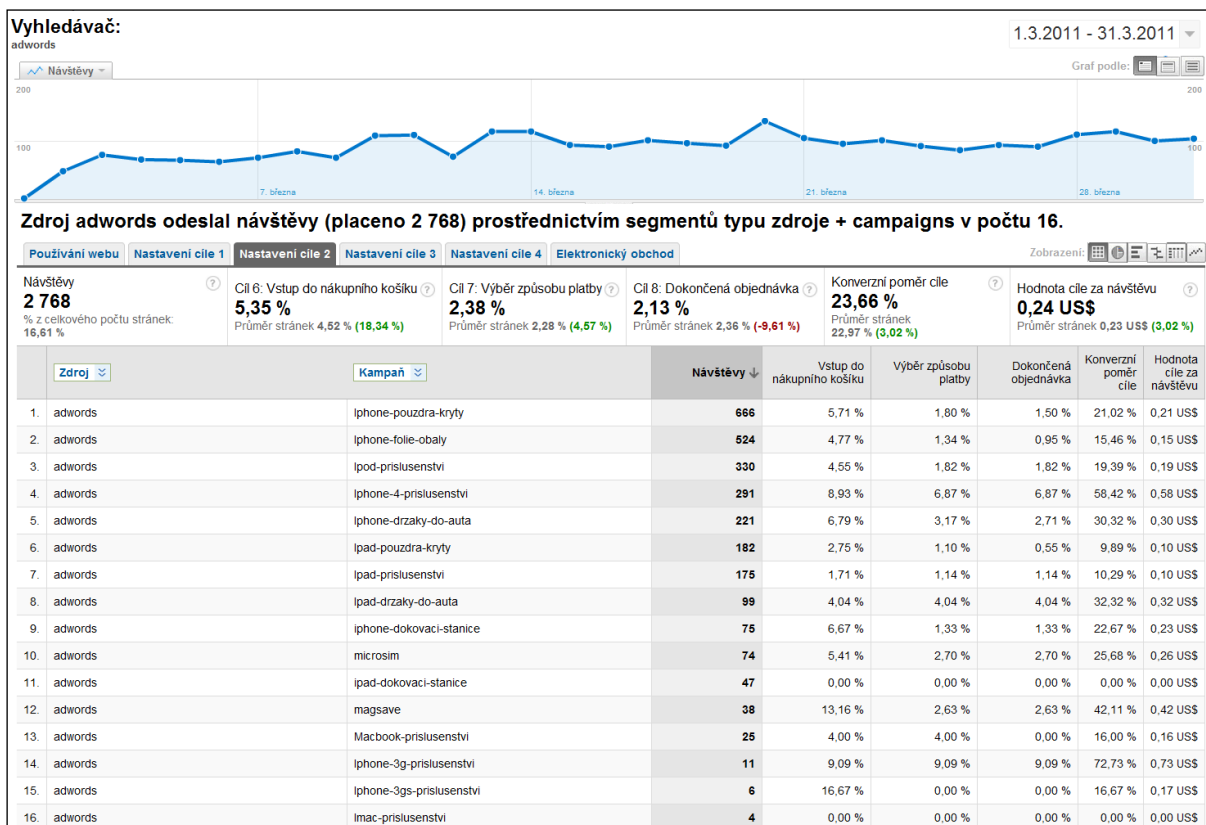 Vyhledávač:
adwords
1.3.2011 - 31.3.2011
Návštěvy
Graf podle:
200 200
100 100
7. března 14. března 21. března 28. března
Zdroj adwords odeslal návštěvy (placeno 2 768) prostřednictvím segmentů typu zdroje + campaigns v počtu 16.
Používání webu Nastavení cíle 1 Nastavení cíle 2 Nastavení cíle 3 Nastavení cíle 4 Elektronický obchod Zobrazení:
Návštěvy
2 768
% z celkového počtu stránek:
16,61 %
Cíl 6: Vstup do nákupního košíku
5,35 %
Průměr stránek 4,52 % (18,34 %)
Cíl 7: Výběr způsobu platby
2,38 %
Průměr stránek 2,28 % (4,57 %)
Cíl 8: Dokončená objednávka
2,13 %
Průměr stránek 2,36 % (-9,61 %)
Konverzní poměr cíle
23,66 %
Průměr stránek
22,97 % (3,02 %)
Hodnota cíle za návštěvu
0,24 US$
Průměr stránek 0,23 US$ (3,02 %)
Zdroj Kampaň Návštěvy Vstup do nákupního košíku Výběr způsobu platby Dokončená objednávka Konverzní poměr cíle Hodnota cíle za návštěvu
1. adwords Iphone-pouzdra-kryty 666 5,71 % 1,80 % 1,50 % 21,02 % 0,21 US$
2. adwords Iphone-folie-obaly 524 4,77 % 1,34 % 0,95 % 15,46 % 0,15 US$
3. adwords Ipod-prislusenstvi 330 4,55 % 1,82 % 1,82 % 19,39 % 0,19 US$
4. adwords Iphone-4-prislusenstvi 291 8,93 % 6,87 % 6,87 % 58,42 % 0,58 US$
5. adwords Iphone-drzaky-do-auta 221 6,79 % 3,17 % 2,71 % 30,32 % 0,30 US$
6. adwords Ipad-pouzdra-kryty 182 2,75 % 1,10 % 0,55 % 9,89 % 0,10 US$
7. adwords Ipad-prislusenstvi 175 1,71 % 1,14 % 1,14 % 10,29 % 0,10 US$
8. adwords Ipad-drzaky-do-auta 99 4,04 % 4,04 % 4,04 % 32,32 % 0,32 US$
9. adwords iphone-dokovaci-stanice 75 6,67 % 1,33 % 1,33 % 22,67 % 0,23 US$
10. adwords microsim 74 5,41 % 2,70 % 2,70 % 25,68 % 0,26 US$
11. adwords ipad-dokovaci-stanice 47 0,00 % 0,00 % 0,00 % 0,00 % 0,00 US$
12. adwords magsave 38 13,16 % 2,63 % 2,63 % 42,11 % 0,42 US$
13. adwords Macbook-prislusenstvi 25 4,00 % 4,00 % 0,00 % 16,00 % 0,16 US$
14. adwords Iphone-3g-prislusenstvi 11 9,09 % 9,09 % 9,09 % 72,73 % 0,73 US$
15. adwords Iphone-3gs-prislusenstvi 6 16,67 % 0,00 % 0,00 % 16,67 % 0,17 US$
16. adwords Imac-prislusenstvi 4 0,00 % 0,00 % 0,00 % 0,00 % 0,00 US$